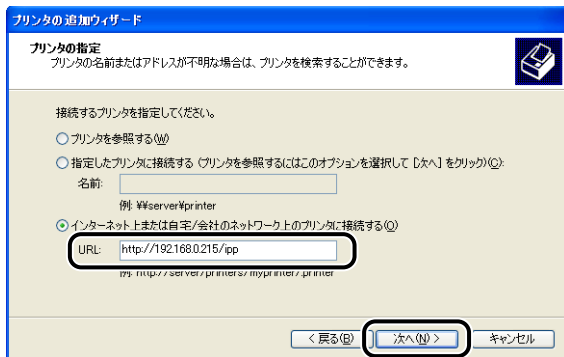 プリンタの追加ウィザード
プリンタの指定
プリンタの名前またはアドレスが不明な場合は、プリンタを検索することができます。
接続するプリンタを指定してください。
プリンタを参照する(W)
指定したプリンタに接続する (プリンタを参照するにはこのオプションを選択して [次へ] をクリック)(C):
名前:
例: ¥¥server¥printer
インターネット上または自宅/会社のネットワーク上のプリンタに接続する(O)
URL: http://192.168.0.215/ipp
例: http://server/printers/myprinter/.printer
< 戻る(B) 次へ(N) > キャンセル